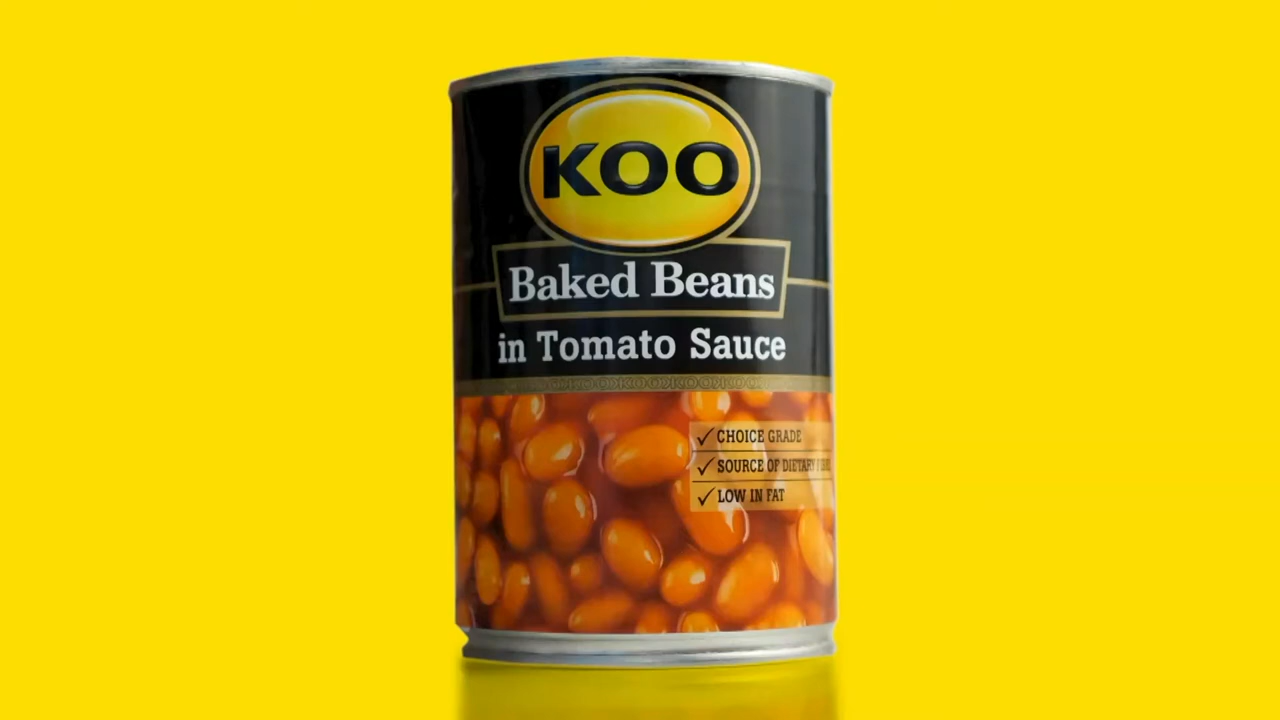 KOO
Baked Beans
in Tomato Sauce
CHOICE GRADE
SOURCE OF DIETARY
LOW IN FAT